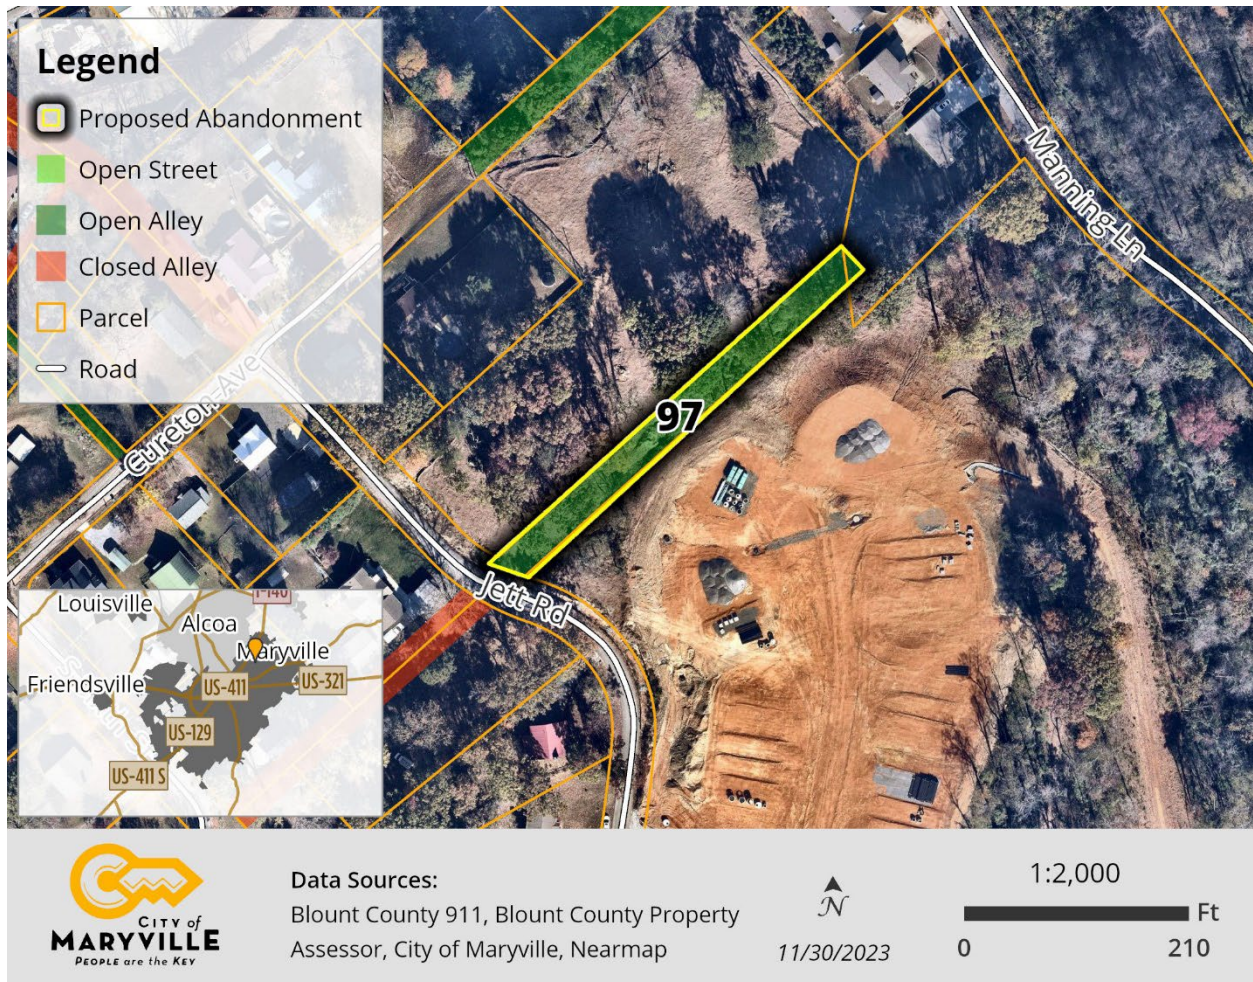 Legend
Proposed Abandonment
Open Street
Open Alley
Closed Alley
Parcel
Road
Manning Ln
Cureton Ave
97
Jett Rd
I-140
Louisville
Alcoa
Maryville
Friendsville
US-411
US-321
US-129
US-411 S
CITY of
MARYVILLE
PEOPLE are the KEY
Data Sources:
Blount County 911, Blount County Property
Assessor, City of Maryville, Nearmap
N
11/30/2023
1:2,000
Ft
0 210